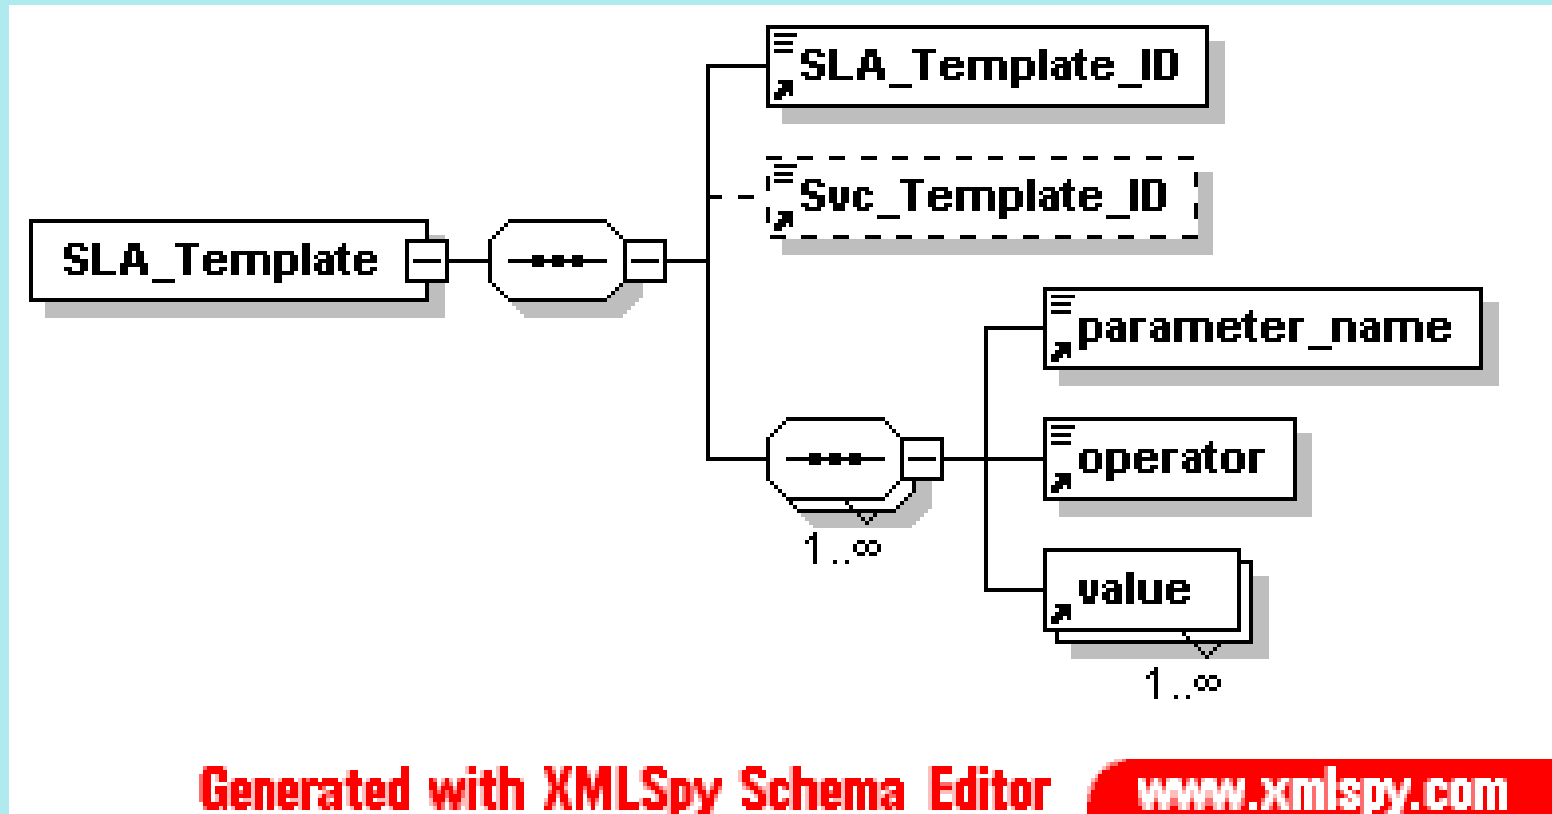 SLA_Template_ID
Svc_Template_ID
SLA_Template
parameter_name
operator
1..∞
value
1..∞
Generated with XMLSpy Schema Editor www.xmlspy.com